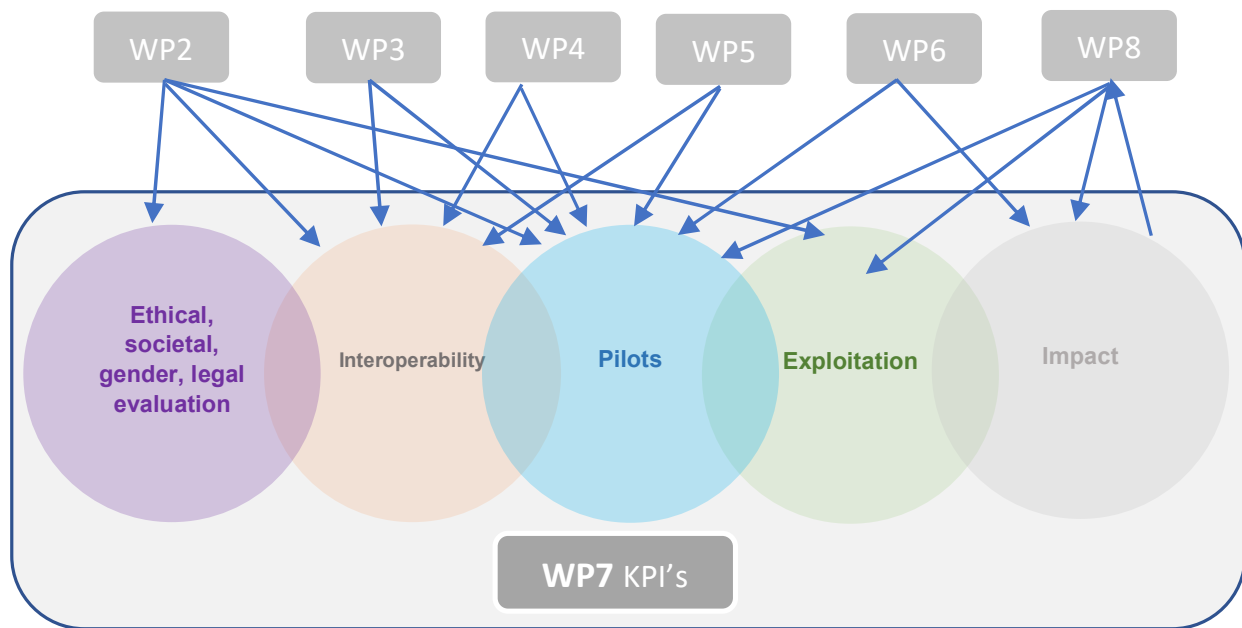 WP2
WP3
WP4
WP5
WP6
WP8
Ethical,
societal,
gender, legal
evaluation
Interoperability
Pilots
Exploitation
Impact
WP7 KPI's